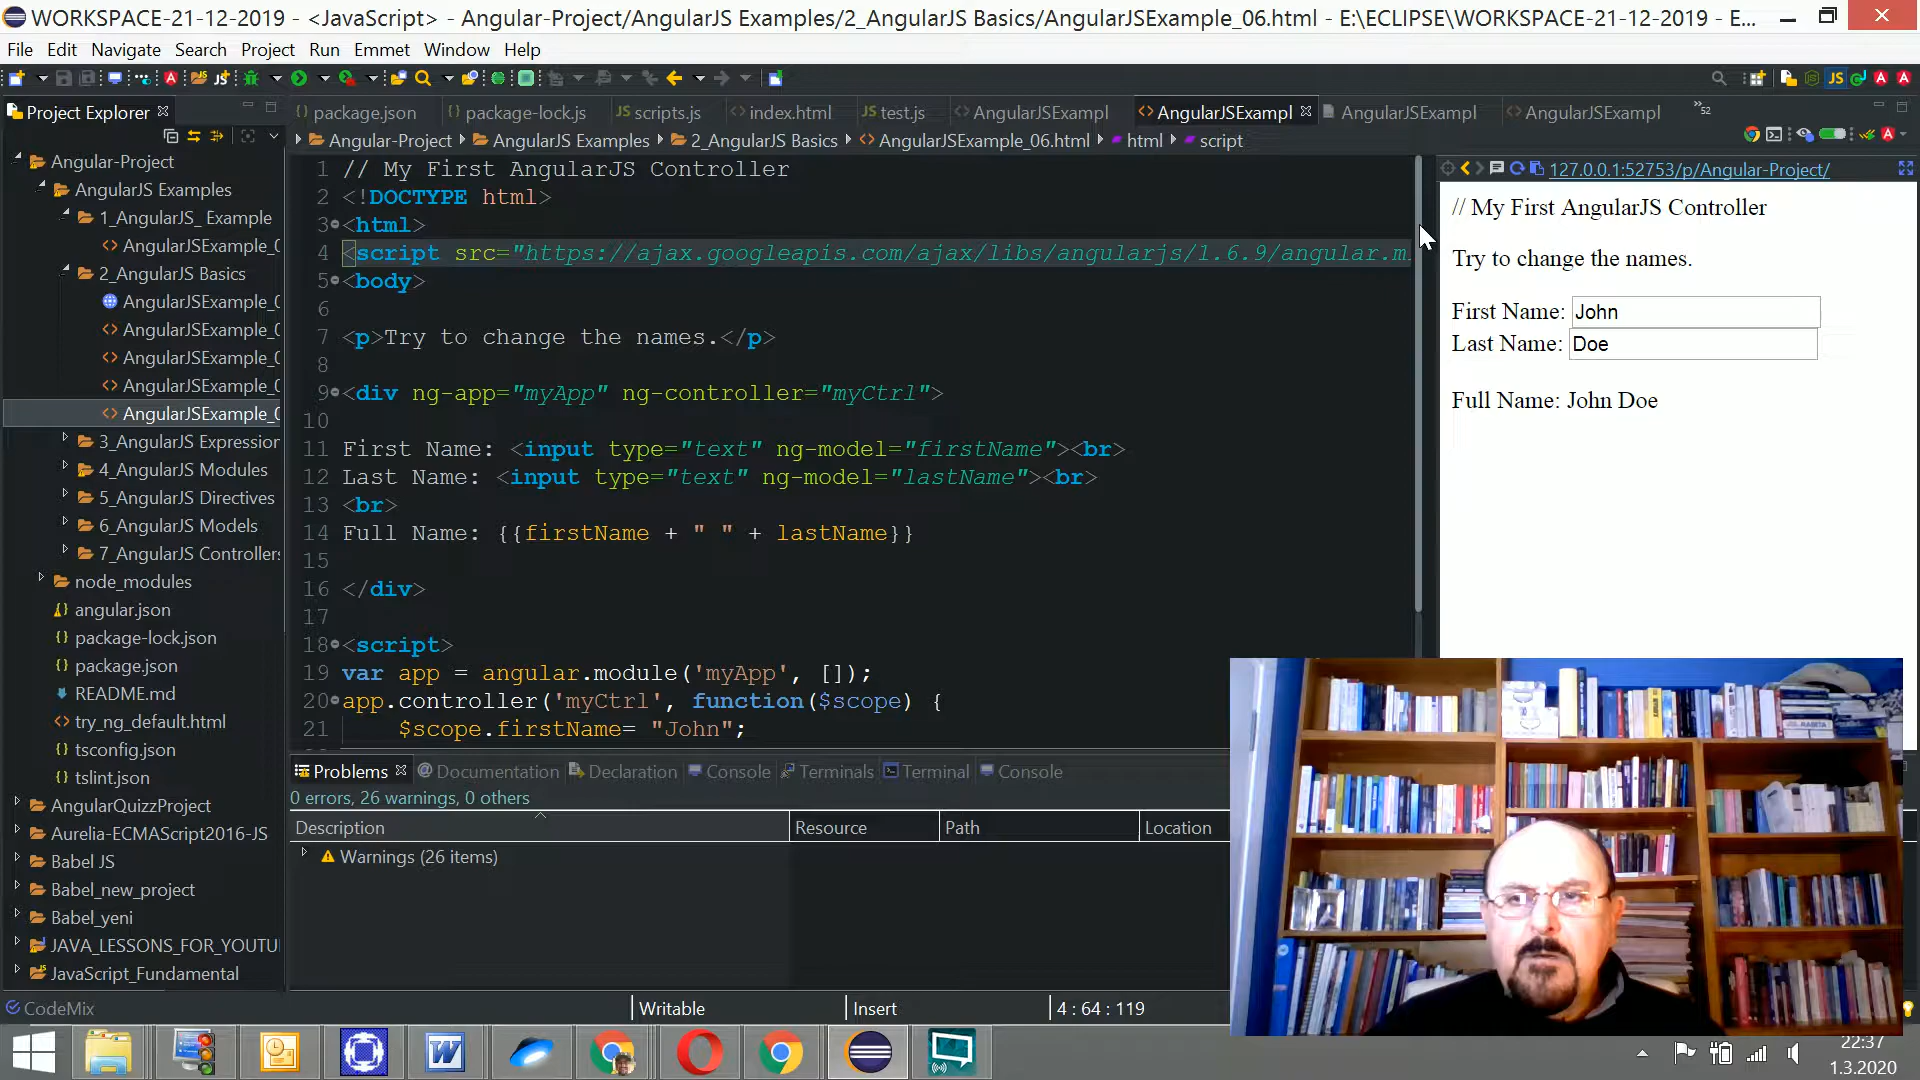 WORKSPACE-21-12-2019 - <JavaScript> - Angular-Project/AngularJS Examples/2_AngularJS Basics/AngularJSExample_06.html - E:\ECLIPSE\WORKSPACE-21-12-2019 - E...
File Edit Navigate Search Project Run Emmet Window Help
JS
Project Explorer
package.json package-lock.js scripts.js index.html test.js AngularJSExampl AngularJSExampl AngularJSExampl AngularJSExampl 52
Angular-Project AngularJS Examples 2_AngularJS Basics AngularJSExample_06.html html script
Angular-Project
AngularJS Examples
1_AngularJS_ Example
AngularJSExample_0
2_AngularJS Basics
AngularJSExample_0
AngularJSExample_0
AngularJSExample_0
AngularJSExample_0
AngularJSExample_0
3_AngularJS Expression
4_AngularJS Modules
5_AngularJS Directives
6_AngularJS Models
7_AngularJS Controllers
node_modules
angular.json
package-lock.json
package.json
README.md
try_ng_default.html
tsconfig.json
tslint.json
AngularQuizzProject
Aurelia-ECMAScript2016-JS
Babel JS
Babel_new_project
Babel_yeni
JAVA_LESSONS_FOR_YOUTU
JavaScript_Fundamental
1 // My First AngularJS Controller
2 <!DOCTYPE html>
3 <html>
4 <script src="https://ajax.googleapis.com/ajax/libs/angularjs/1.6.9/angular.m
5 <body>
6
7 <p>Try to change the names.</p>
8
9 <div ng-app="myApp" ng-controller="myCtrl">
10
11 First Name: <input type="text" ng-model="firstName"><br>
12 Last Name: <input type="text" ng-model="lastName"><br>
13 <br>
14 Full Name: {{firstName + " " + lastName}}
15
16 </div>
17
18 <script>
19 var app = angular.module('myApp', []);
20 app.controller('myCtrl', function($scope) {
21 $scope.firstName= "John";
127.0.0.1:52753/p/Angular-Project/
// My First AngularJS Controller
Try to change the names.
First Name: John
Last Name: Doe
Full Name: John Doe
Problems Documentation Declaration Console Terminals Terminal Console
0 errors, 26 warnings, 0 others
Description Resource Path Location
Warnings (26 items)
CodeMix Writable Insert 4 : 64 : 119
22:37
1.3.2020